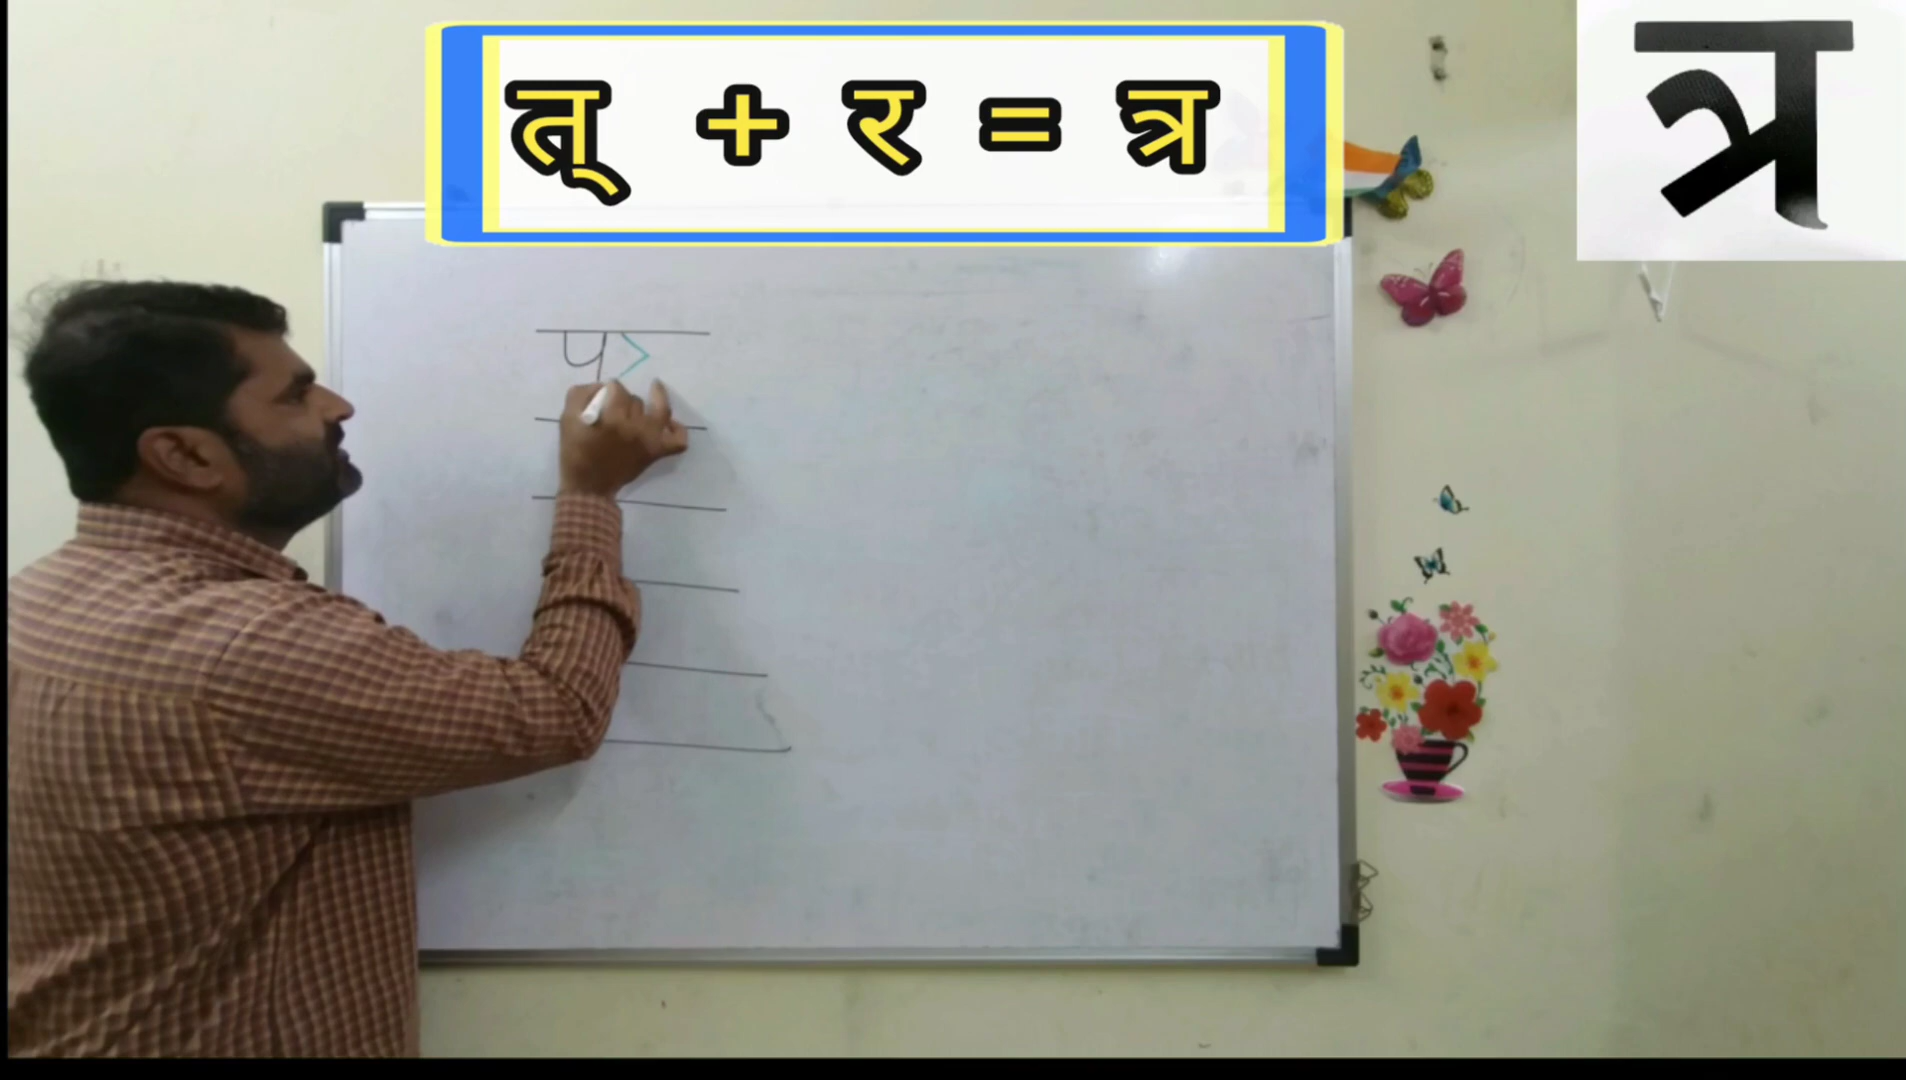 त् + र = त्र
त्र